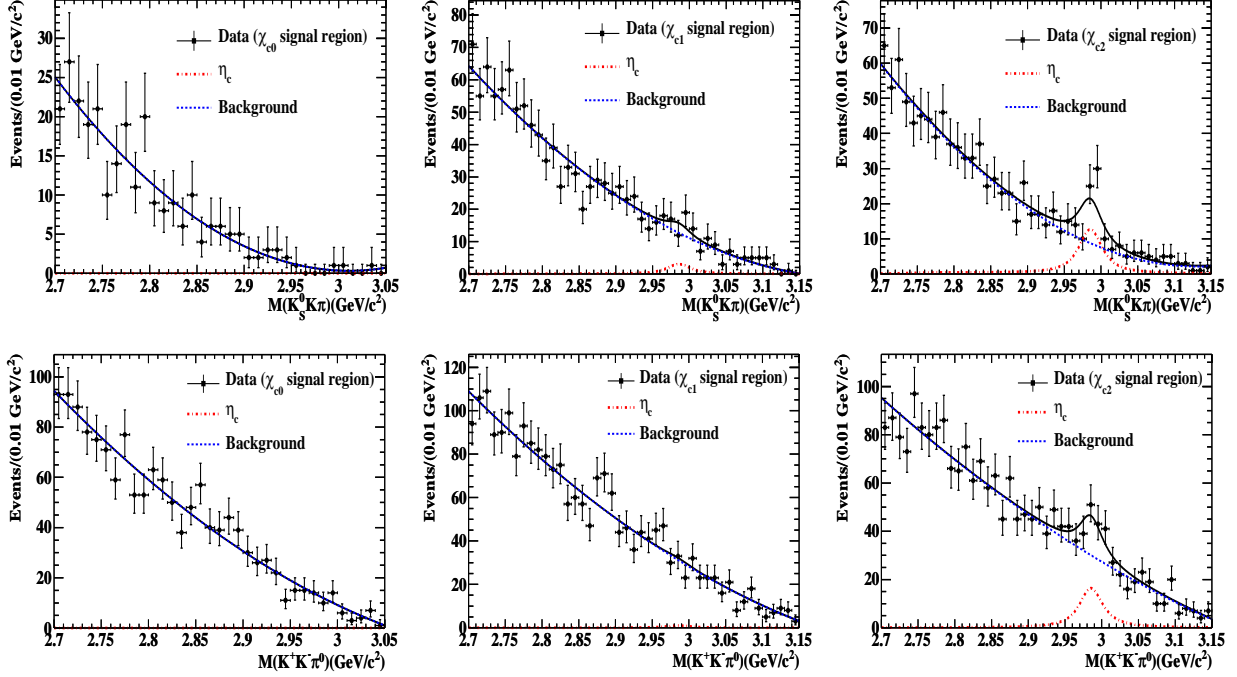 Events/(0.01 GeV/c²)
35
30
25
20
15
10
5
0
Data (χc0 signal region)
ηc
Background
2.7 2.75 2.8 2.85 2.9 2.95 3 3.05
M(K⁰SKπ)(GeV/c²)
Events/(0.01 GeV/c²)
80
70
60
50
40
30
20
10
0
Data (χc1 signal region)
ηc
Background
2.7 2.75 2.8 2.85 2.9 2.95 3 3.05 3.1 3.15
M(K⁰SKπ)(GeV/c²)
Events/(0.01 GeV/c²)
70
60
50
40
30
20
10
0
Data (χc2 signal region)
ηc
Background
2.7 2.75 2.8 2.85 2.9 2.95 3 3.05 3.1 3.15
M(K⁰SKπ)(GeV/c²)
Events/(0.01 GeV/c²)
100
80
60
40
20
0
Data (χc0 signal region)
ηc
Background
2.7 2.75 2.8 2.85 2.9 2.95 3 3.05
M(K⁺K⁻π⁰)(GeV/c²)
Events/(0.01 GeV/c²)
120
100
80
60
40
20
0
Data (χc1 signal region)
ηc
Background
2.7 2.75 2.8 2.85 2.9 2.95 3 3.05 3.1 3.15
M(K⁺K⁻π⁰)(GeV/c²)
Events/(0.01 GeV/c²)
100
80
60
40
20
0
Data (χc2 signal region)
ηc
Background
2.7 2.75 2.8 2.85 2.9 2.95 3 3.05 3.1 3.15
M(K⁺K⁻π⁰)(GeV/c²)